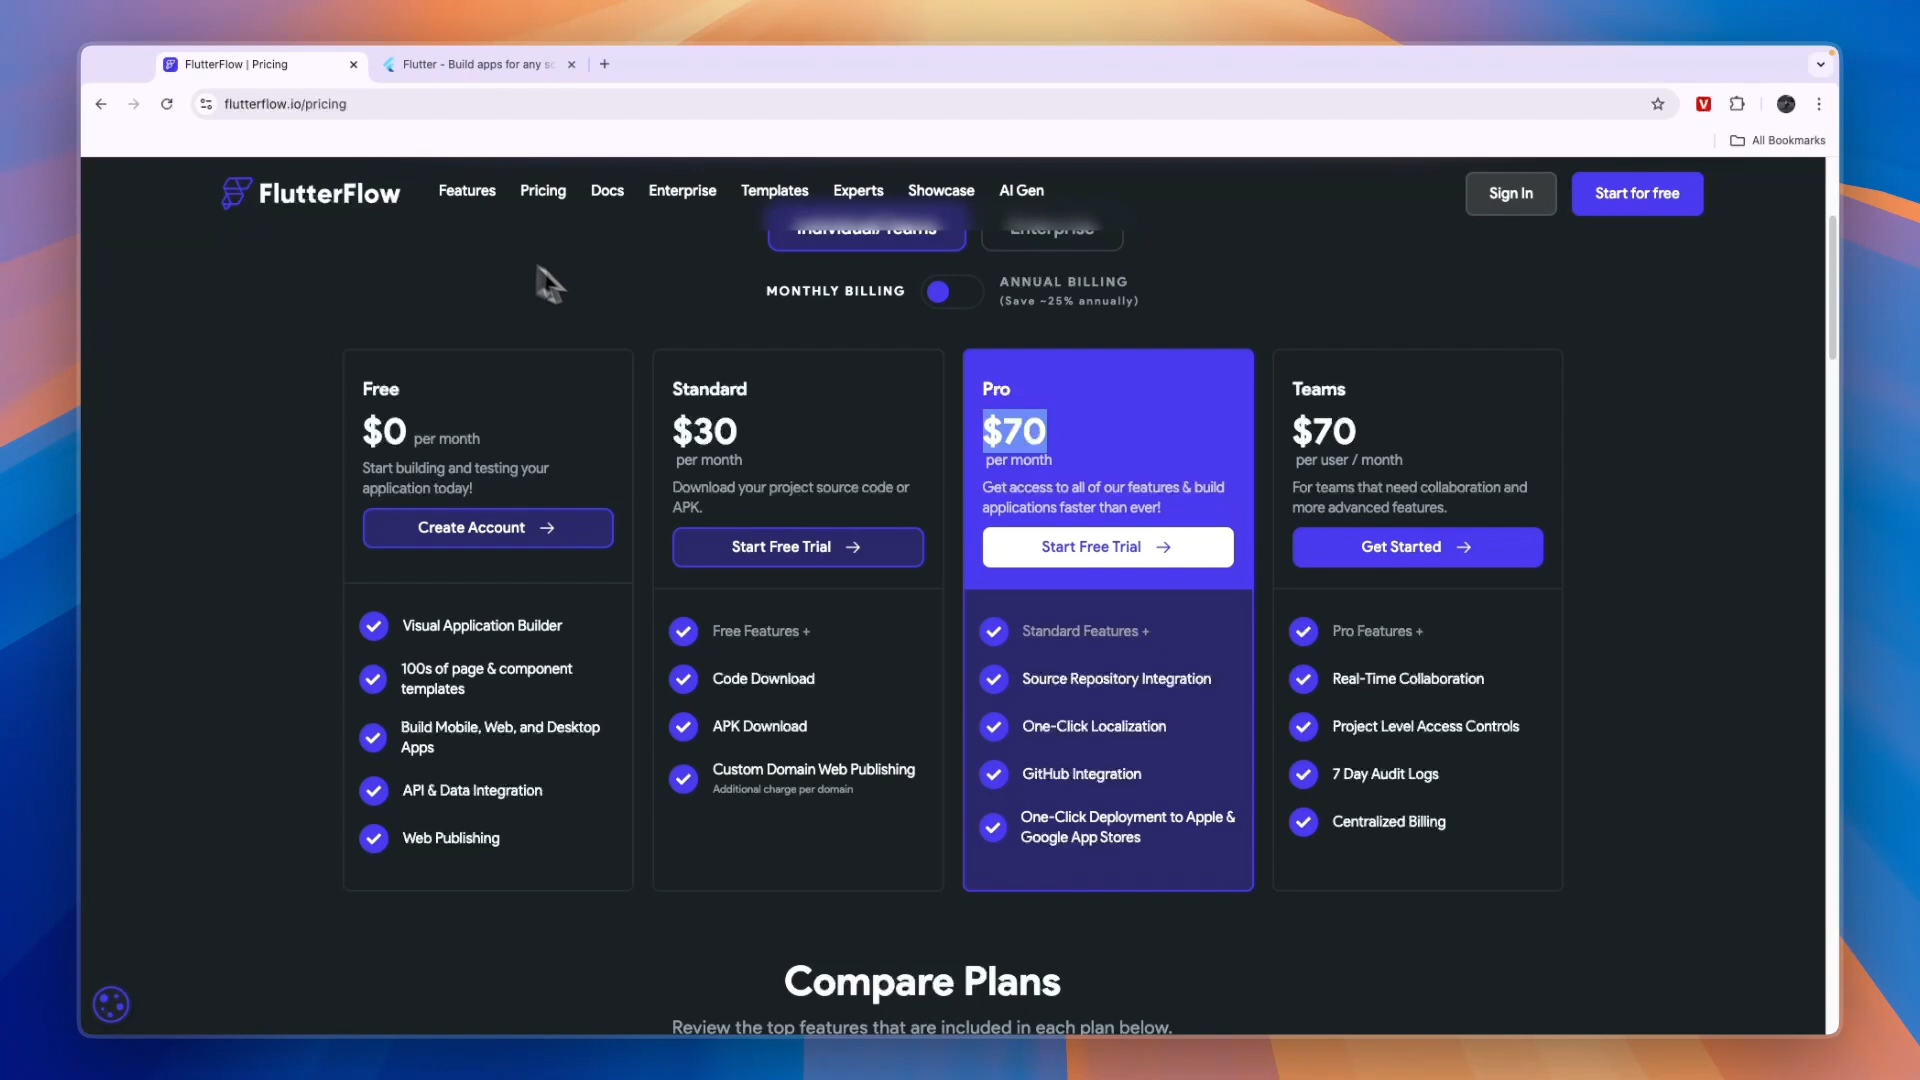 FlutterFlow | Pricing
Flutter - Build apps for any sc
flutterflow.io/pricing
All Bookmarks
FlutterFlow
Features
Pricing
Docs
Enterprise
Templates
Experts
Showcase
AI Gen
Sign In
Start for free
Individual/Teams
Enterprise
MONTHLY BILLING
ANNUAL BILLING
(Save ~25% annually)
Free
$0 per month
Start building and testing your
application today!
Create Account
Visual Application Builder
100s of page & component
templates
Build Mobile, Web, and Desktop
Apps
API & Data Integration
Web Publishing
Standard
$30
per month
Download your project source code or
APK.
Start Free Trial
Free Features +
Code Download
APK Download
Custom Domain Web Publishing
Additional charge per domain
Pro
$70
per month
Get access to all of our features & build
applications faster than ever!
Start Free Trial
Standard Features +
Source Repository Integration
One-Click Localization
GitHub Integration
One-Click Deployment to Apple &
Google App Stores
Teams
$70
per user / month
For teams that need collaboration and
more advanced features.
Get Started
Pro Features +
Real-Time Collaboration
Project Level Access Controls
7 Day Audit Logs
Centralized Billing
Compare Plans
Review the top features that are included in each plan below.